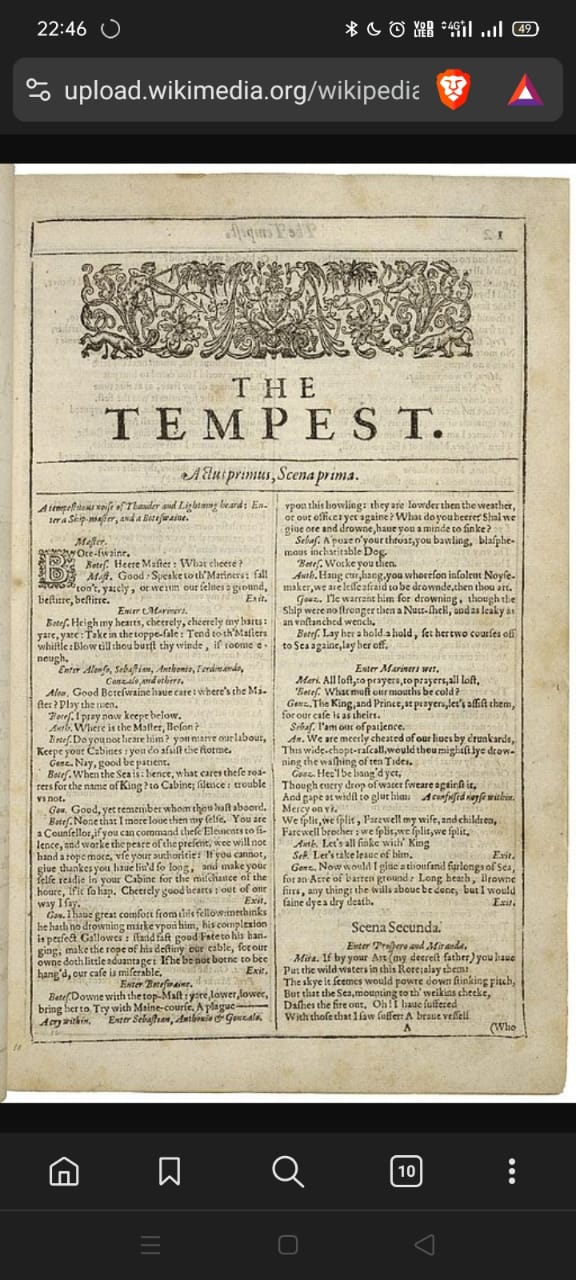 22:46
VoD
LTEB
4G
49
upload.wikimedia.org/wikipedia
1
THE
TEMPEST.
Actus primus, Scena prima.
A tempestuous noise of Thunder and Lightning heard: En-
ter a Ship-master, and a Boteswaine.
Master.
BOte-swaine.
Botes. Heere Master: What cheere?
Mast. Good: Speake to th'Mariners: fall
too't, yarely, or we run our selues a ground,
bestirre, bestirre. Exit.
Enter Mariners.
Botes. Heigh my hearts, cheerely, cheerely my harts:
yare, yare: Take in the toppe-sale: Tend to th'Masters
whistle: Blow till thou burst thy winde, if roome e-
nough.
Enter Alonso, Sebastian, Anthonio, Ferdinando,
Gonzalo, and others.
Alon. Good Boteswaine haue care: where's the Ma-
ster? Play the men.
Botes. I pray now keepe below.
Anth. Where is the Master, Boson?
Botes. Do you not heare him? you marre our labour,
Keepe your Cabines: you do assist the storme.
Gonz. Nay, good be patient.
Botes. When the Sea is: hence, what cares these roa-
rers for the name of King? to Cabine; silence: trouble
vs not.
Gon. Good, yet remember whom thou hast aboord.
Botes. None that I more loue then my selfe. You are
a Counsellor, if you can command these Elements to si-
lence, and worke the peace of the present, wee will not
hand a rope more, vse your authoritie: If you cannot,
giue thankes you haue liu'd so long, and make your
selfe readie in your Cabine for the mischance of the
houre, if it so hap. Cheerely good hearts: out of our
way I say. Exit.
Gon. I haue great comfort from this fellow: methinks
he hath no drowning marke vpon him, his complexion
is perfect Gallowes: stand fast good Fate to his han-
ging, make the rope of his destiny our cable, for our
owne doth little aduantage: If he be not borne to bee
hang'd, our case is miserable. Exit.
Enter Boteswaine.
Botes. Downe with the top-Mast: yare, lower, lower,
bring her to Try with Maine-course. A plague
A cry within. Enter Sebastian, Anthonio & Gonzalo.
vpon this howling: they are lowder then the weather,
or our office: yet againe? What do you heere? Shal we
giue ore and drowne, haue you a minde to sinke?
Sebas. A poxe o'your throat, you bawling, blasphe-
mous incharitable Dog.
Botes. Worke you then.
Anth. Hang cur, hang, you whoreson insolent Noyse-
maker, we are lesse afraid to be drownde, then thou art.
Gonz. I'le warrant him for drowning, though the
Ship were no stronger then a Nutt-shell, and as leaky as
an vnstanched wench.
Botes. Lay her a hold, a hold, set her two courses off
to Sea againe, lay her off.
Enter Mariners wet.
Mari. All lost, to prayers, to prayers, all lost.
Botes. What must our mouths be cold?
Gonz. The King, and Prince, at prayers, let's assist them,
for our case is as theirs.
Sebas. I'am out of patience.
An. We are meerly cheated of our liues by drunkards,
This wide-chopt-rascall, would thou mightst lye drow-
ning the washing of ten Tides.
Gonz. Hee'l be hang'd yet,
Though euery drop of water sweare against it,
And gape at widst to glut him. A confused noyse within.
Mercy on vs.
We split, we split, Farewell my wife, and children,
Farewell brother: we split, we split, we split.
Anth. Let's all sinke with' King
Seb. Let's take leaue of him. Exit.
Gonz. Now would I giue a thousand furlongs of Sea,
for an Acre of barren ground: Long heath, Browne
firrs, any thing; the wills aboue be done, but I would
faine dye a dry death. Exit.
Scena Secunda.
Enter Prospero and Miranda.
Mira. If by your Art (my deerest father) you haue
Put the wild waters in this Rore; alay them:
The skye it seemes would powre down stinking pitch,
But that the Sea, mounting to th' welkins cheeke,
Dashes the fire out. Oh! I haue suffered
With those that I saw suffer: A braue vessell
A
(Who
10